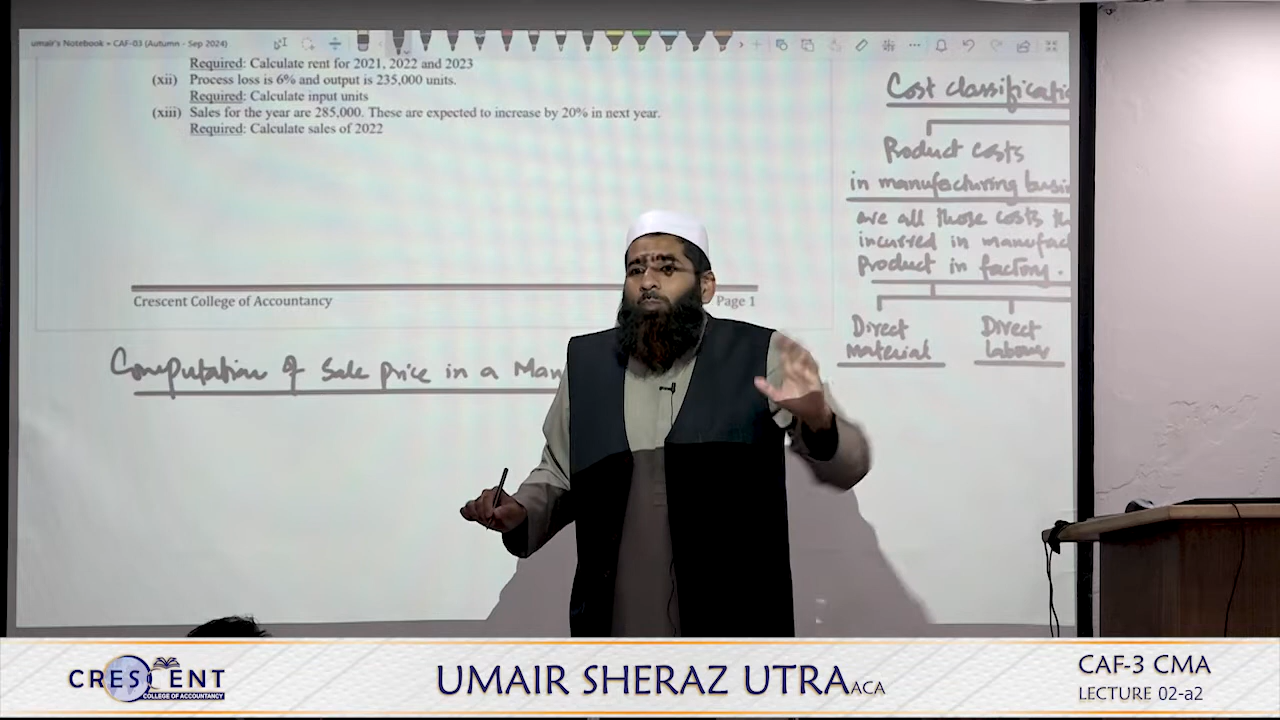 umair's Notebook » CAF-03 (Autumn - Sep 2024)
Required: Calculate rent for 2021, 2022 and 2023
(xii) Process loss is 6% and output is 235,000 units.
Required: Calculate input units
(xiii) Sales for the year are 285,000. These are expected to increase by 20% in next year.
Required: Calculate sales of 2022
Crescent College of Accountancy
Page 1
Computation of Sale price in a Man
Cost classificatio
Product costs
in manufacturing busi
are all those costs th
incurred in manufac
product in factory.
Direct
material
Direct
labour
CRESCENT
COLLEGE OF ACCOUNTANCY
UMAIR SHERAZ UTRA ACA
CAF-3 CMA
LECTURE 02-a2